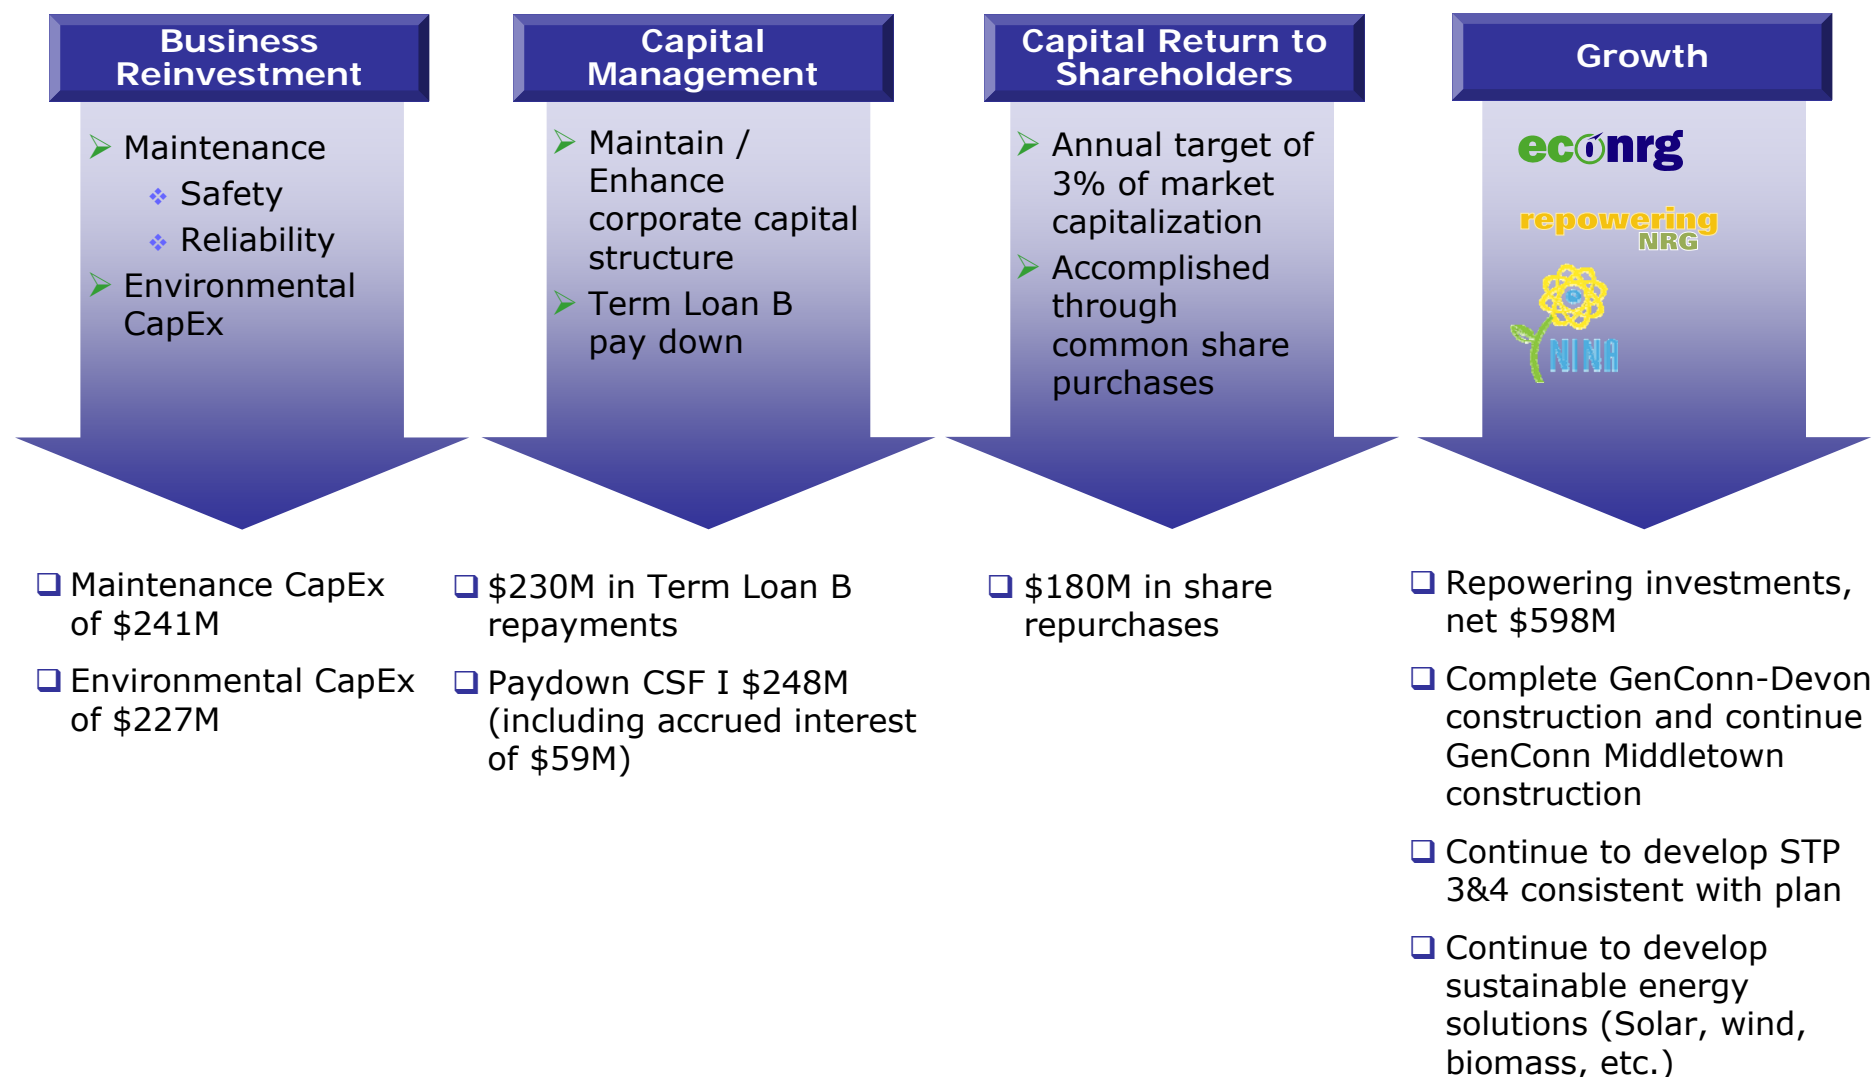 Business
Reinvestment
Maintenance
Safety
Reliability
Environmental
CapEx
Maintenance CapEx
of $241M
Environmental CapEx
of $227M
Capital
Management
Maintain /
Enhance
corporate capital
structure
Term Loan B
pay down
$230M in Term Loan B
repayments
Paydown CSF I $248M
(including accrued interest
of $59M)
Capital Return to
Shareholders
Annual target of
3% of market
capitalization
Accomplished
through
common share
purchases
$180M in share
repurchases
Growth
econrg
repowering
NRG
NINA
Repowering investments,
net $598M
Complete GenConn-Devon
construction and continue
GenConn Middletown
construction
Continue to develop STP
3&4 consistent with plan
Continue to develop
sustainable energy
solutions (Solar, wind,
biomass, etc.)